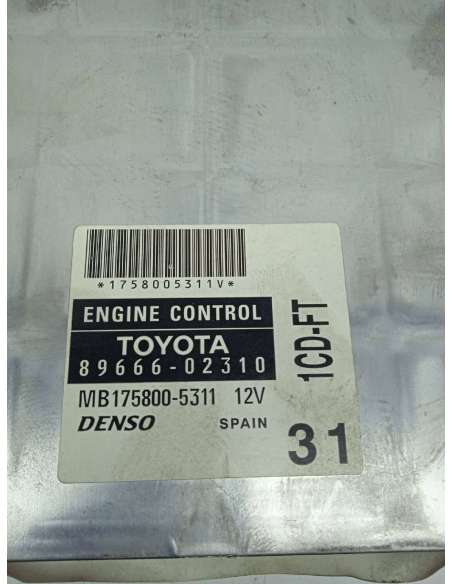 *1758005311V*
ENGINE CONTROL
TOYOTA
89666-02310
MB175800-5311 12V
DENSO SPAIN
1CD-FT
31